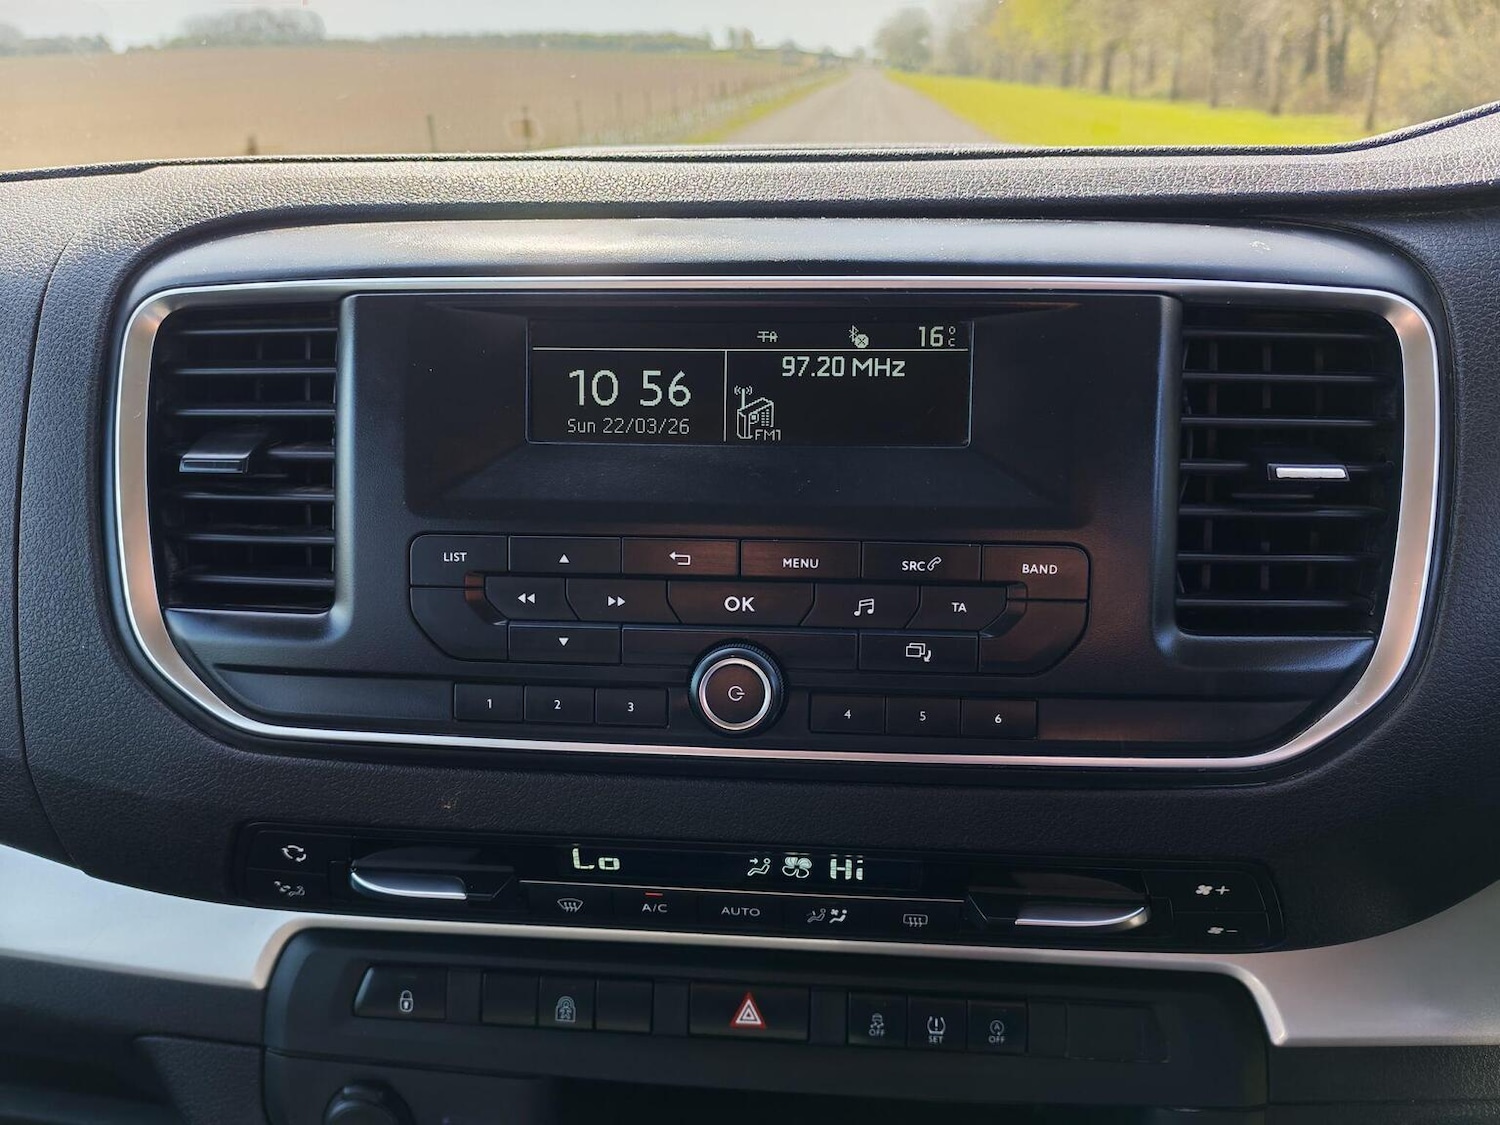 TA 16°C
97.20 MHz
10 56
Sun 22/03/26
FM1
LIST MENU SRC BAND
OK TA
1 2 3 4 5 6
Lo Hi
A/C AUTO
OFF SET OFF